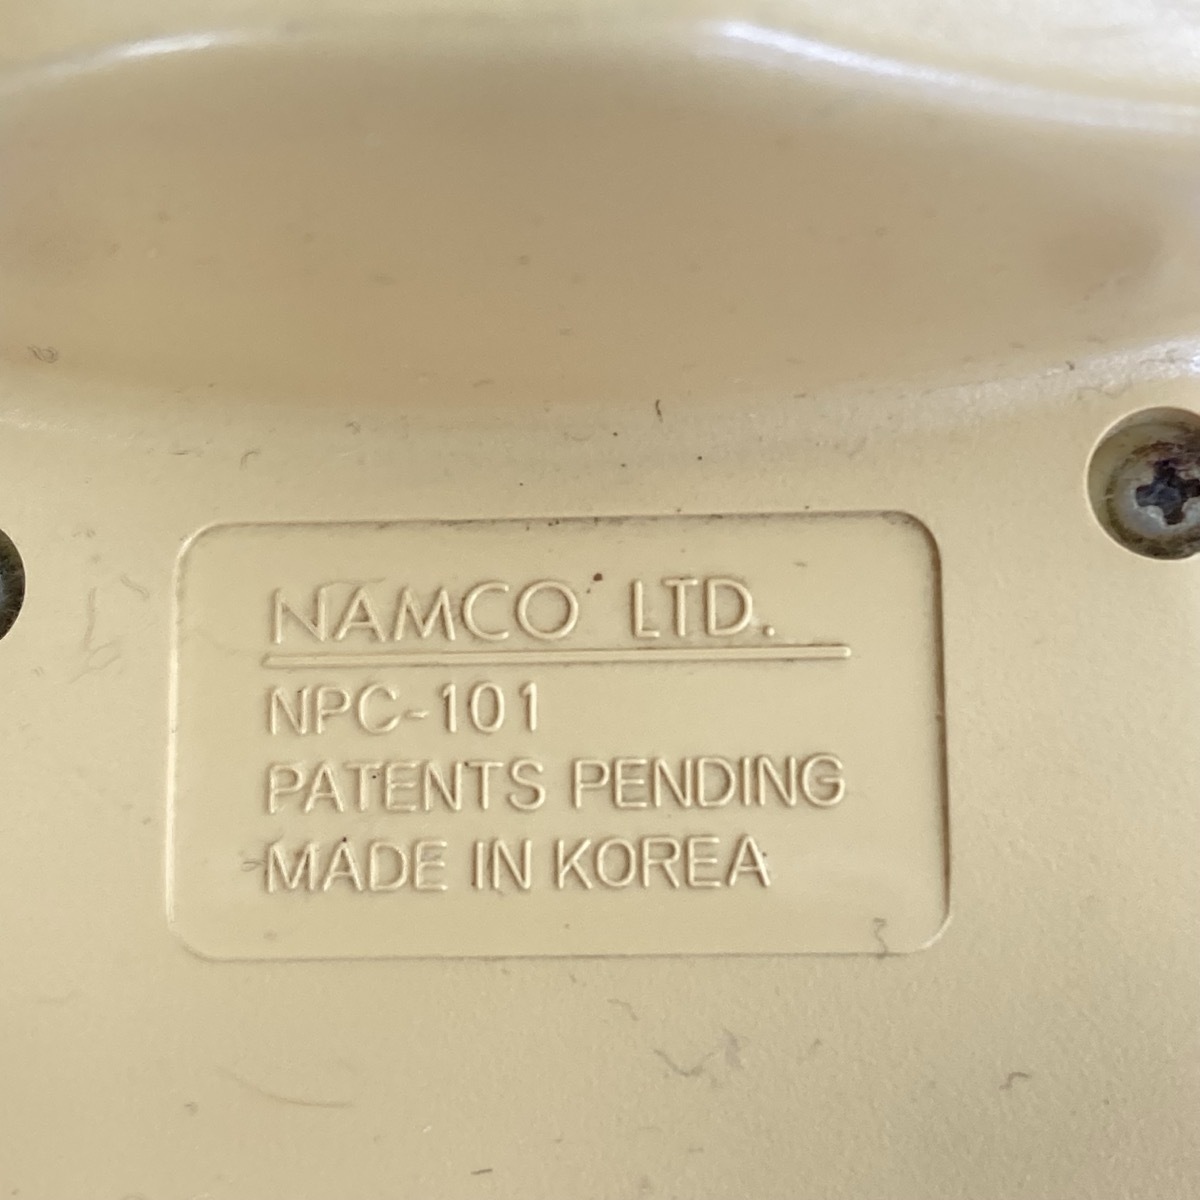 NAMCO LTD.
NPC-101
PATENTS PENDING
MADE IN KOREA